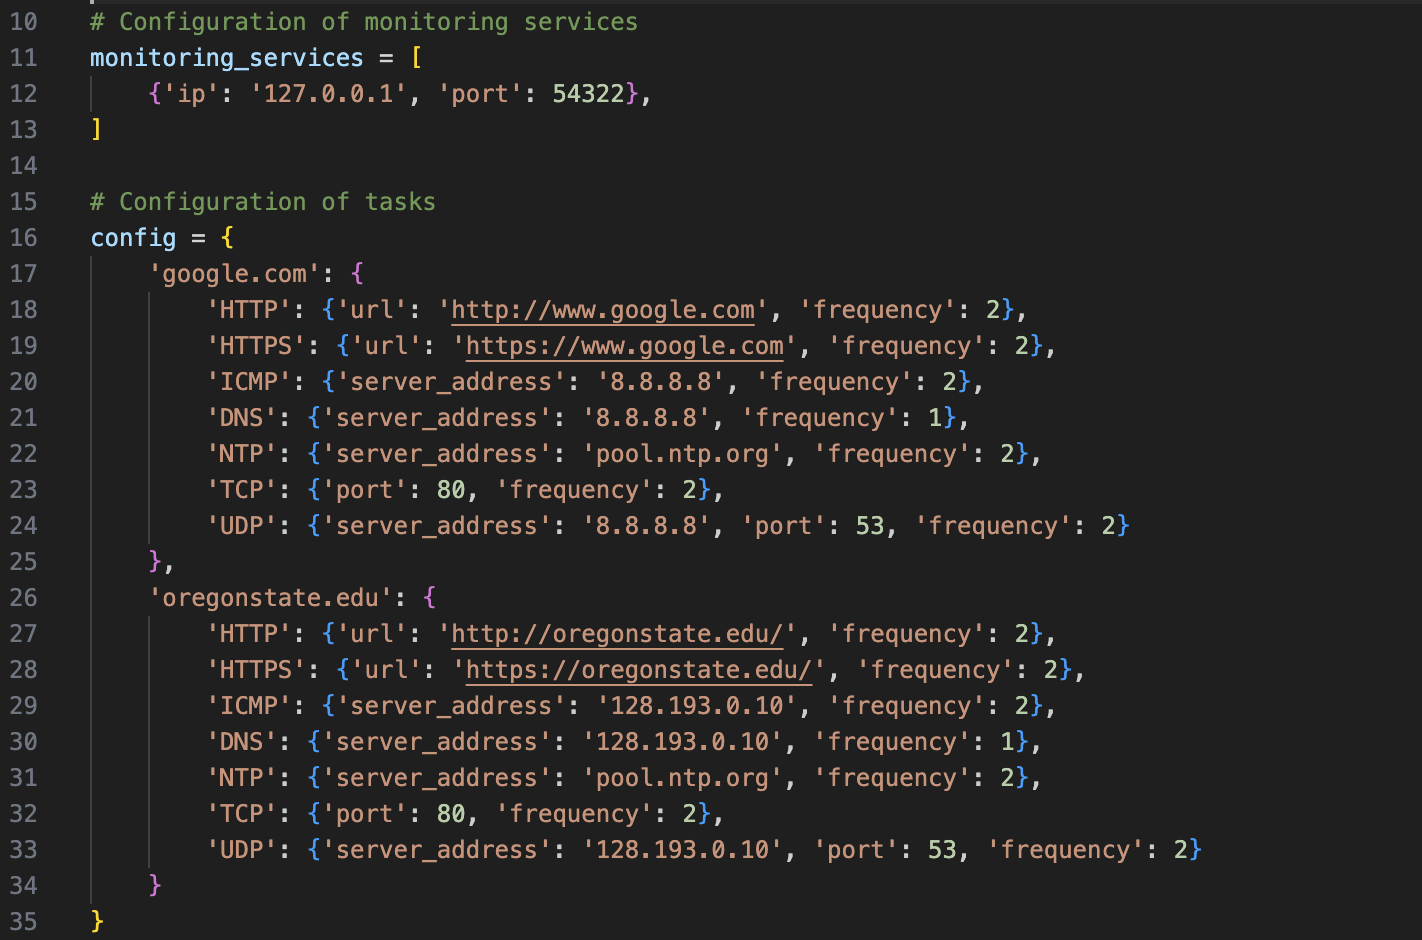 10 # Configuration of monitoring services
11 monitoring_services = [
12     {'ip': '127.0.0.1', 'port': 54322},
13 ]
14
15 # Configuration of tasks
16 config = {
17     'google.com': {
18         'HTTP': {'url': 'http://www.google.com', 'frequency': 2},
19         'HTTPS': {'url': 'https://www.google.com', 'frequency': 2},
20         'ICMP': {'server_address': '8.8.8.8', 'frequency': 2},
21         'DNS': {'server_address': '8.8.8.8', 'frequency': 1},
22         'NTP': {'server_address': 'pool.ntp.org', 'frequency': 2},
23         'TCP': {'port': 80, 'frequency': 2},
24         'UDP': {'server_address': '8.8.8.8', 'port': 53, 'frequency': 2}
25     },
26     'oregonstate.edu': {
27         'HTTP': {'url': 'http://oregonstate.edu/', 'frequency': 2},
28         'HTTPS': {'url': 'https://oregonstate.edu/', 'frequency': 2},
29         'ICMP': {'server_address': '128.193.0.10', 'frequency': 2},
30         'DNS': {'server_address': '128.193.0.10', 'frequency': 1},
31         'NTP': {'server_address': 'pool.ntp.org', 'frequency': 2},
32         'TCP': {'port': 80, 'frequency': 2},
33         'UDP': {'server_address': '128.193.0.10', 'port': 53, 'frequency': 2}
34     }
35 }